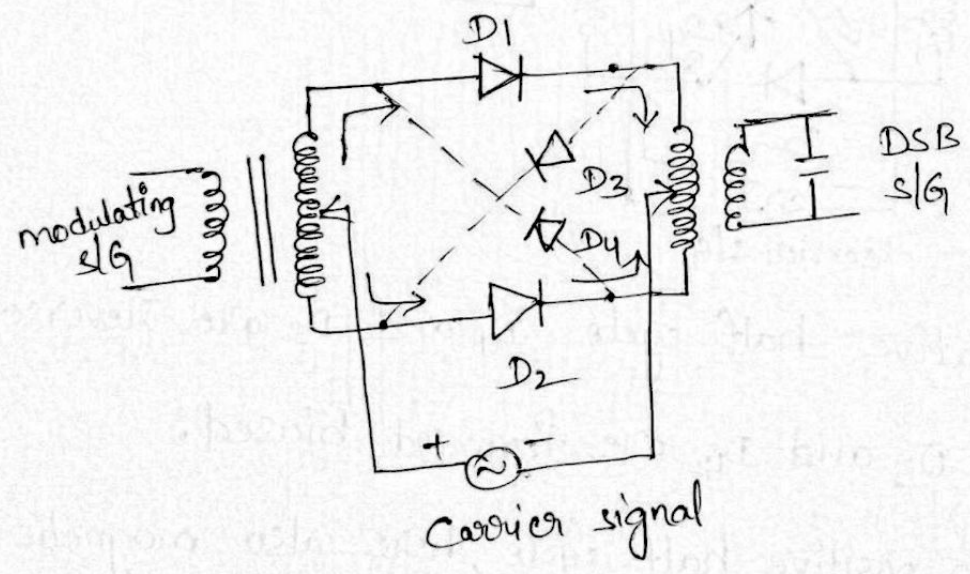 D1
D3
D4
D2
modulating
s/G
DSB
S/G
+
-
Carrier signal